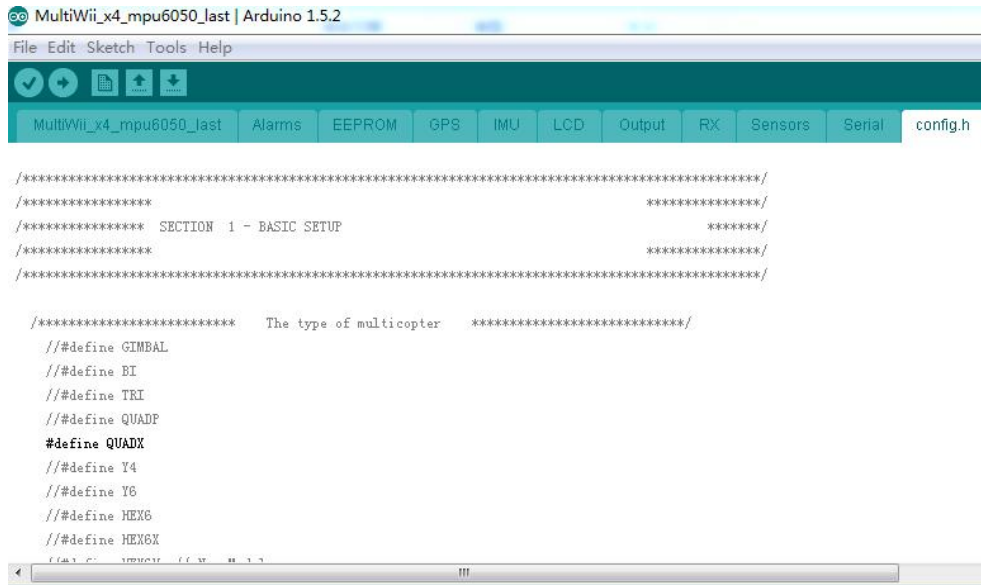 MultiWii_x4_mpu6050_last | Arduino 1.5.2
File Edit Sketch Tools Help
MultiWii_x4_mpu6050_last Alarms EEPROM GPS IMU LCD Output RX Sensors Serial config.h
/*************************************************************************************************/
/***************** ***************/
/**************** SECTION 1 - BASIC SETUP *******/
/***************** ***************/
/*************************************************************************************************/
/************************** The type of multicopter ****************************/
//#define GIMBAL
//#define BI
//#define TRI
//#define QUADP
#define QUADX
//#define Y4
//#define Y6
//#define HEX6
//#define HEX6X